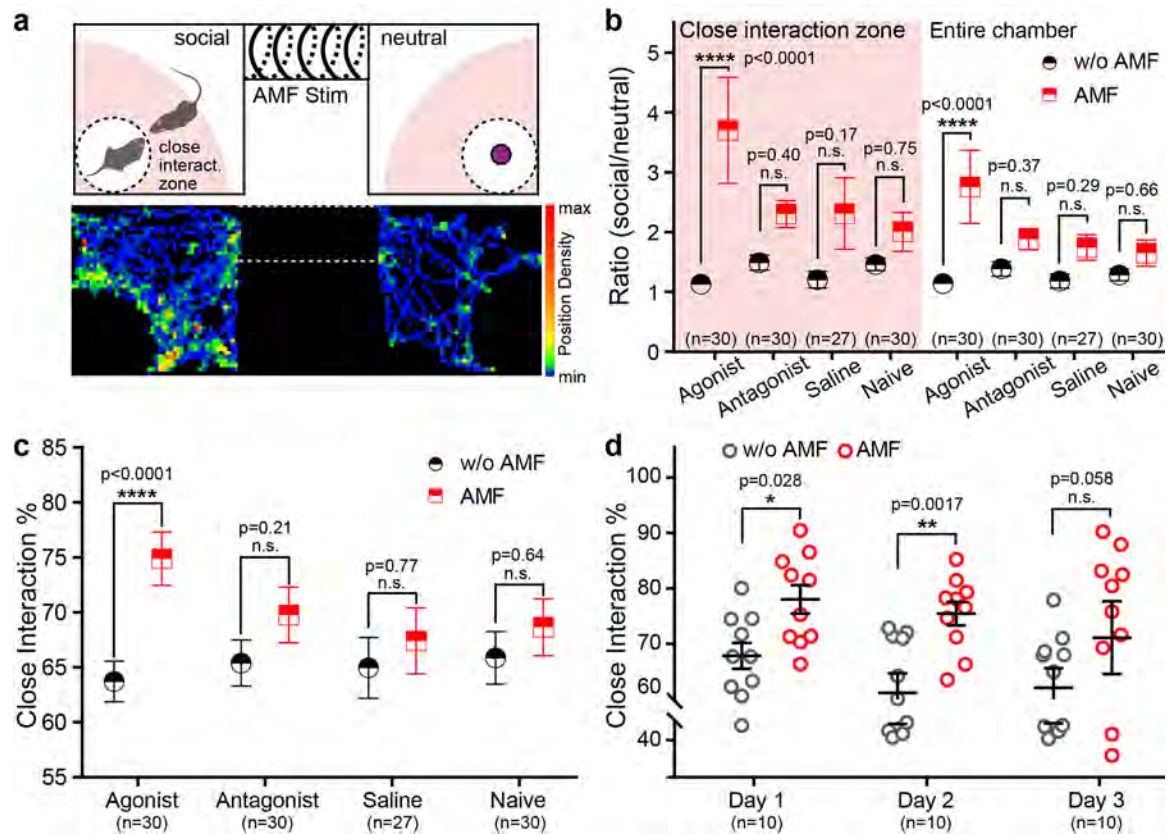 a
social
neutral
AMF Stim
close
interact.
zone
max
Position Density
min
b
Close interaction zone
Entire chamber
Ratio (social/neutral)
5
4
3
2
1
0
w/o AMF
AMF
****
p<0.0001
p=0.40
n.s.
p=0.17
n.s.
p=0.75
n.s.
p<0.0001
****
p=0.37
n.s.
p=0.29
n.s.
p=0.66
n.s.
(n=30)
(n=30)
(n=27)
(n=30)
(n=30)
(n=30)
(n=27)
(n=30)
Agonist
Antagonist
Saline
Naive
Agonist
Antagonist
Saline
Naive
c
Close Interaction %
85
80
75
70
65
60
55
w/o AMF
AMF
p<0.0001
****
p=0.21
n.s.
p=0.77
n.s.
p=0.64
n.s.
Agonist
Antagonist
Saline
Naive
(n=30)
(n=30)
(n=27)
(n=30)
d
Close Interaction %
100
90
80
70
60
40
w/o AMF
AMF
p=0.028
*
p=0.0017
**
p=0.058
n.s.
Day 1
Day 2
Day 3
(n=10)
(n=10)
(n=10)